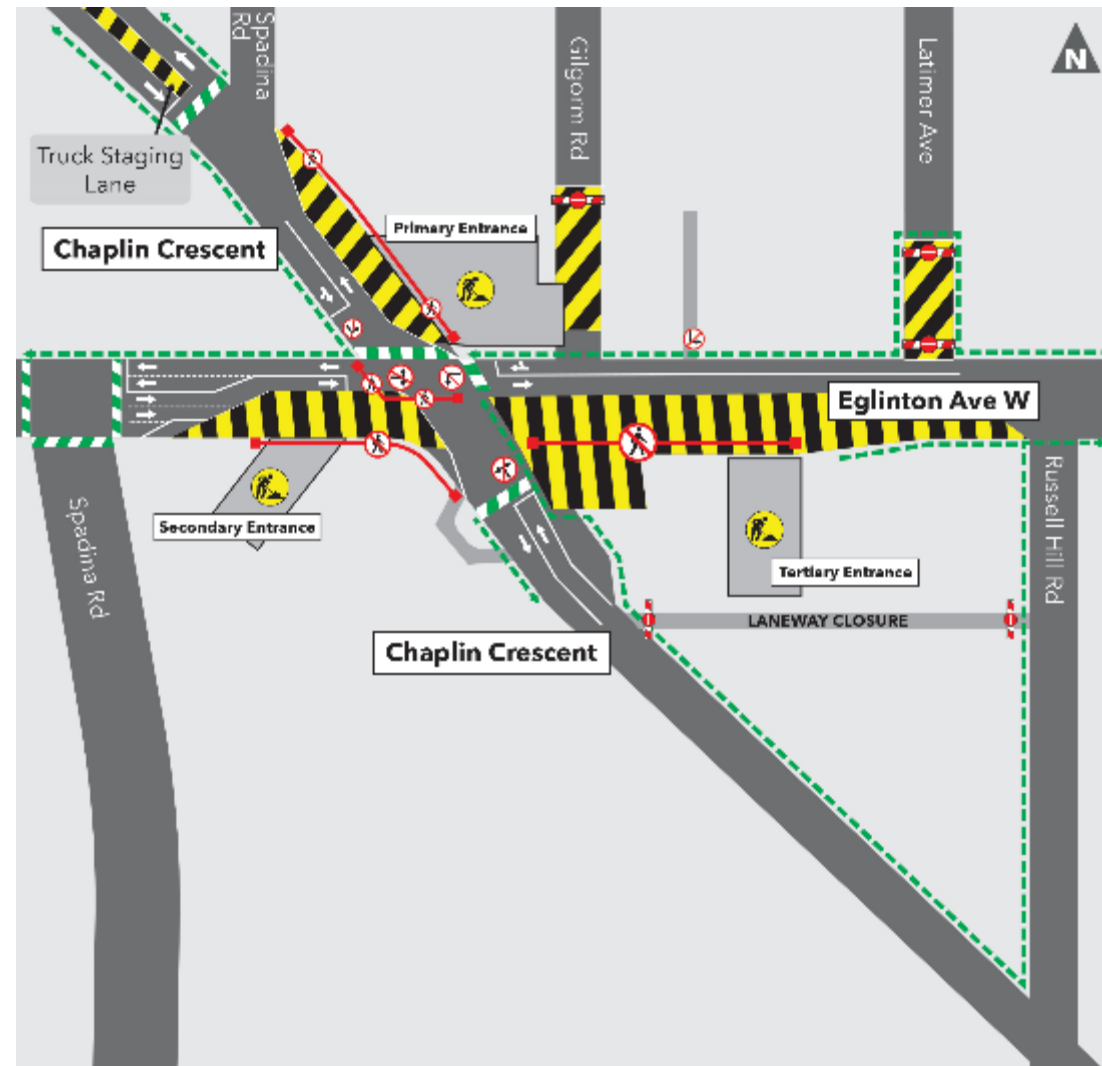 Spadina
Rd
Gilgorm Rd
Latimer Ave
N
Truck Staging
Lane
Primary Entrance
Chaplin Crescent
Eglinton Ave W
Secondary Entrance
Spadina Rd
Russell Hill Rd
Tertiary Entrance
LANEWAY CLOSURE
Chaplin Crescent